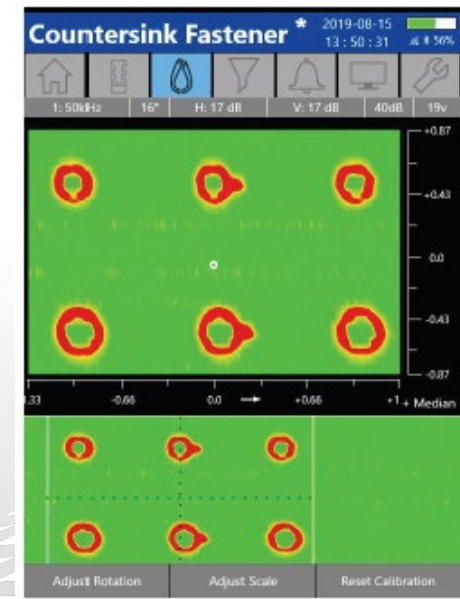 Countersink Fastener * 2019-08-15
13 : 50 : 31 56%
1: 50kHz 16° H: 17 dB V: 17 dB 40dB 19v
+0.87
+0.43
0.0
-0.43
-0.87
.33 -0.66 0.0 +0.66 +1 + Median
Adjust Rotation Adjust Scale Reset Calibration